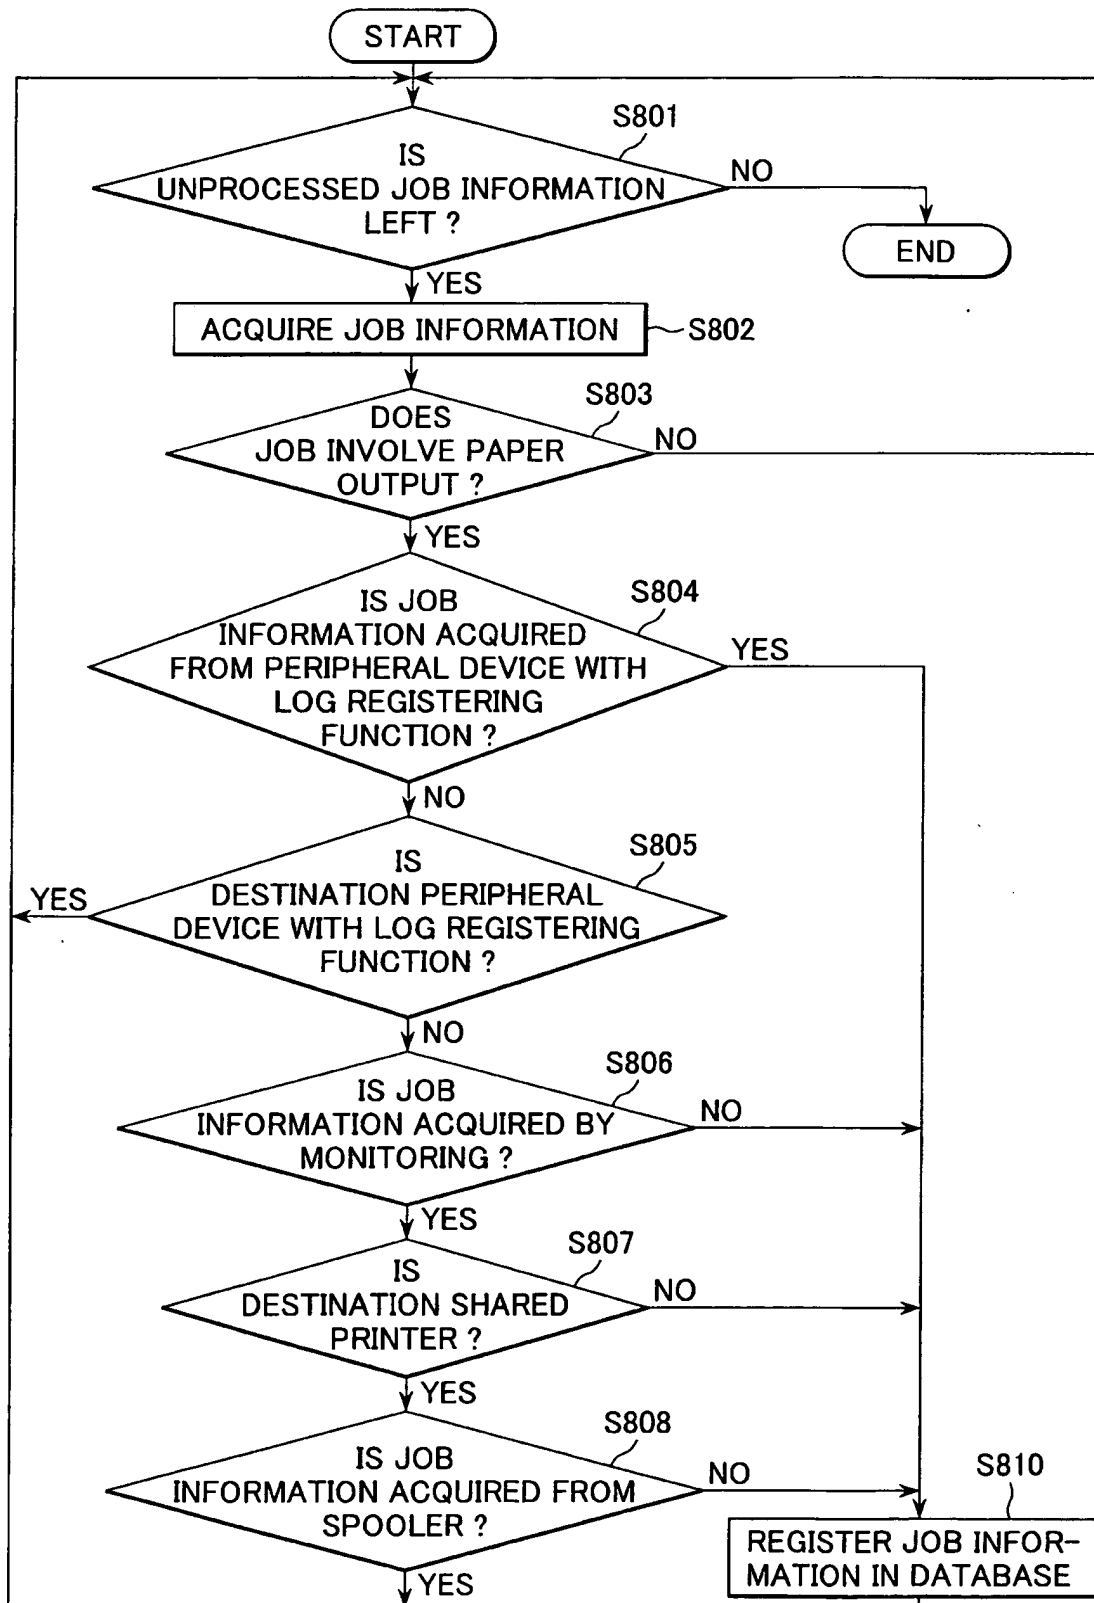 START
S801
IS
UNPROCESSED JOB INFORMATION
LEFT ?
NO
END
YES
ACQUIRE JOB INFORMATION
S802
S803
DOES
JOB INVOLVE PAPER
OUTPUT ?
NO
YES
S804
IS JOB
INFORMATION ACQUIRED
FROM PERIPHERAL DEVICE WITH
LOG REGISTERING
FUNCTION ?
YES
NO
S805
IS
DESTINATION PERIPHERAL
DEVICE WITH LOG REGISTERING
FUNCTION ?
YES
NO
S806
IS JOB
INFORMATION ACQUIRED BY
MONITORING ?
NO
YES
S807
IS
DESTINATION SHARED
PRINTER ?
NO
YES
S808
IS JOB
INFORMATION ACQUIRED FROM
SPOOLER ?
NO
YES
S810
REGISTER JOB INFOR-
MATION IN DATABASE